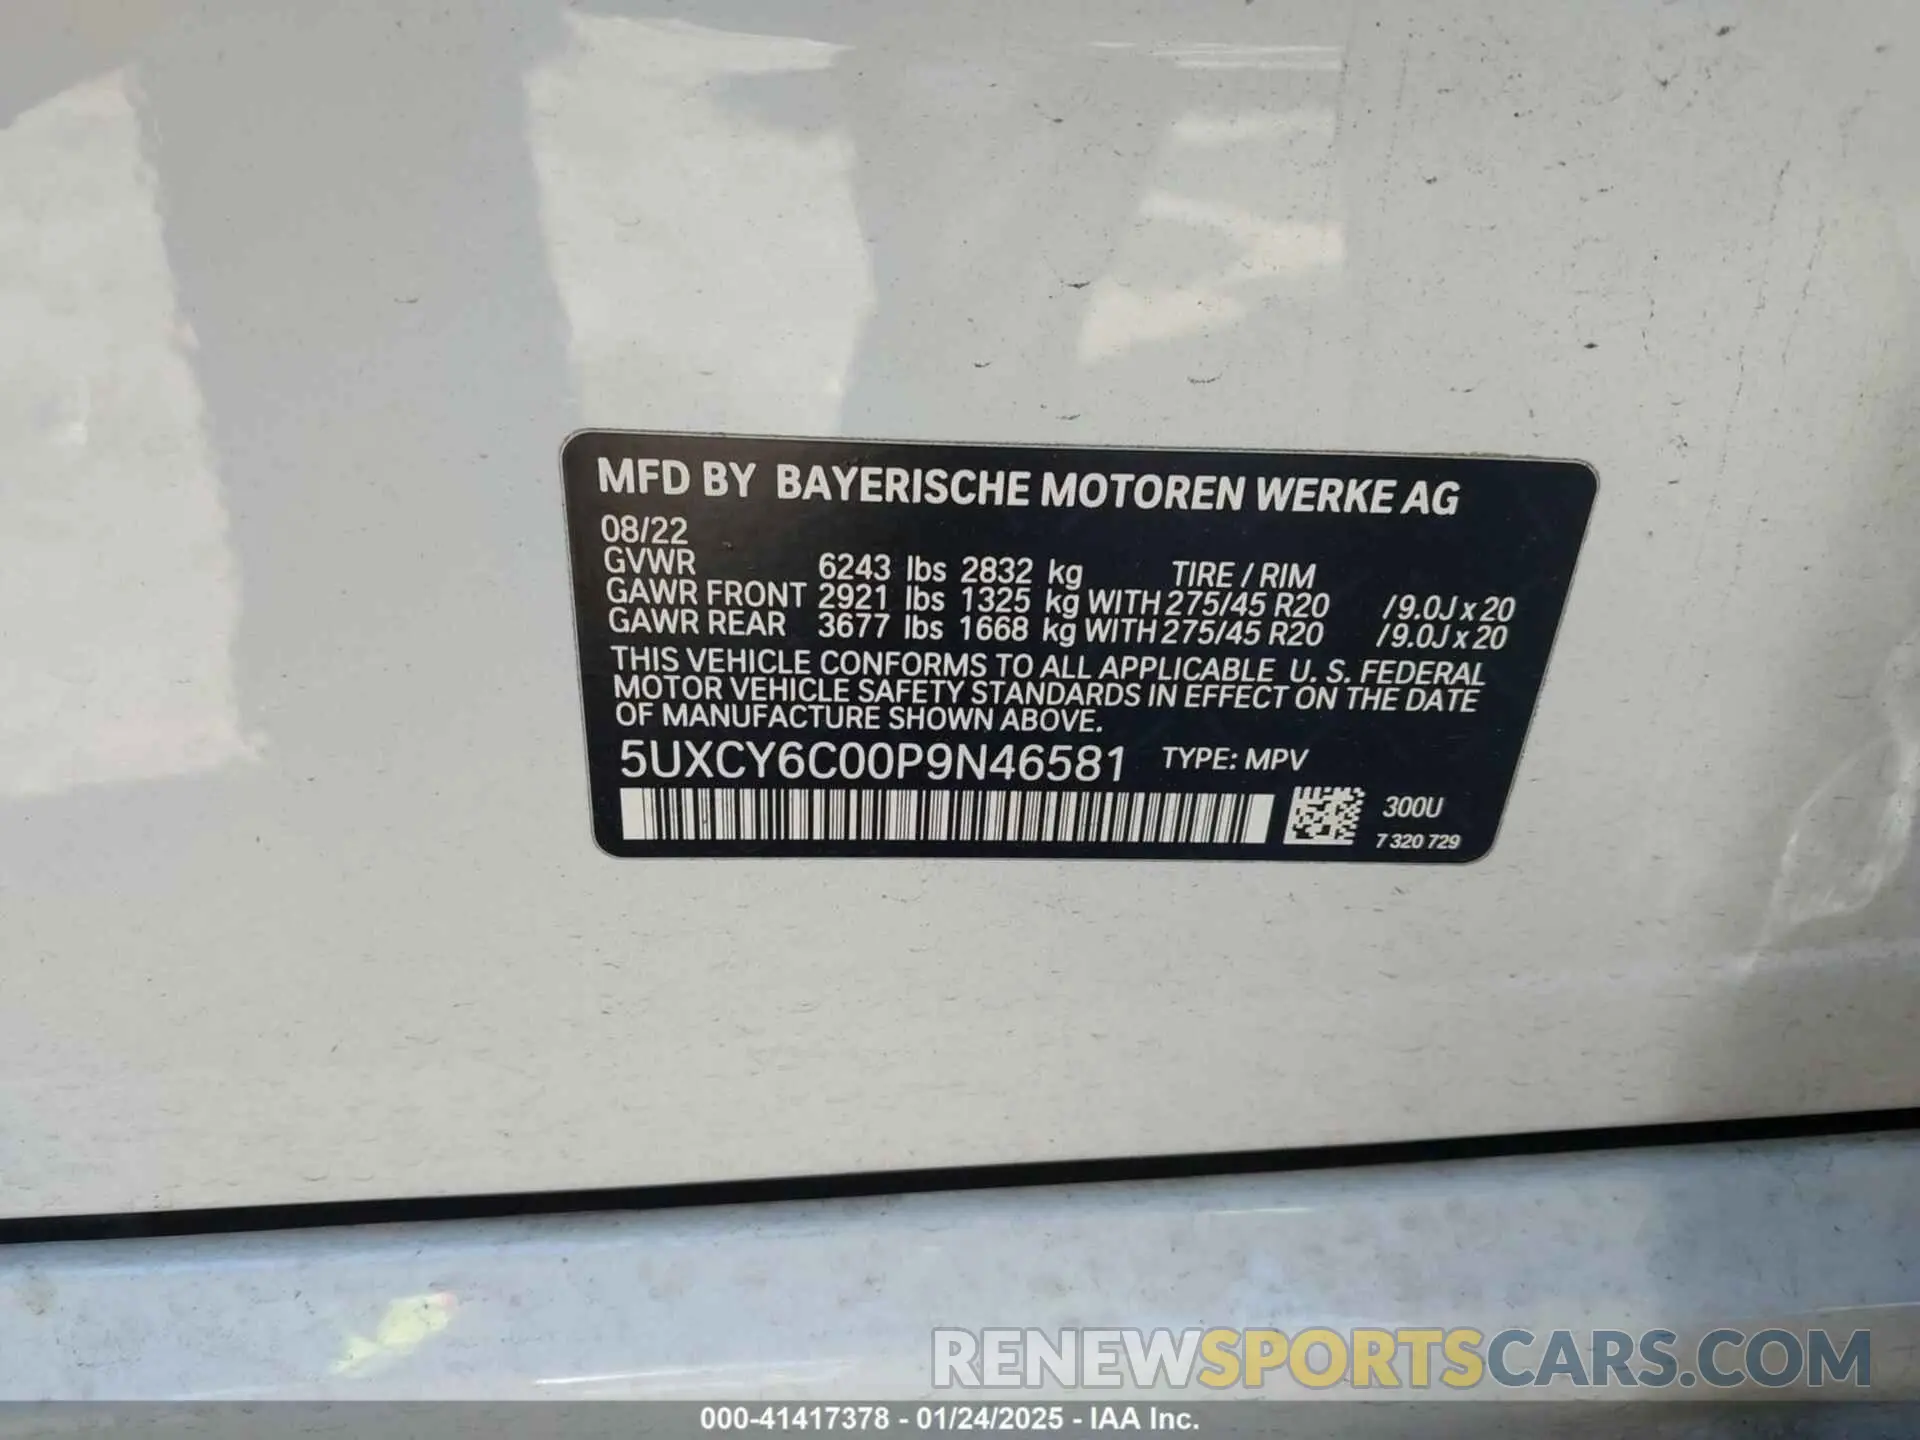 MFD BY BAYERISCHE MOTOREN WERKE AG
08/22
GVWR 6243 lbs 2832 kg TIRE / RIM
GAWR FRONT 2921 lbs 1325 kg WITH 275/45 R20 / 9.0J x 20
GAWR REAR 3677 lbs 1668 kg WITH 275/45 R20 / 9.0J x 20
THIS VEHICLE CONFORMS TO ALL APPLICABLE U. S. FEDERAL
MOTOR VEHICLE SAFETY STANDARDS IN EFFECT ON THE DATE
OF MANUFACTURE SHOWN ABOVE.
5UXCY6C00P9N46581 TYPE: MPV
300U
7 320 729
RENEWSPORTSCARS.COM
000-41417378 - 01/24/2025 - IAA Inc.